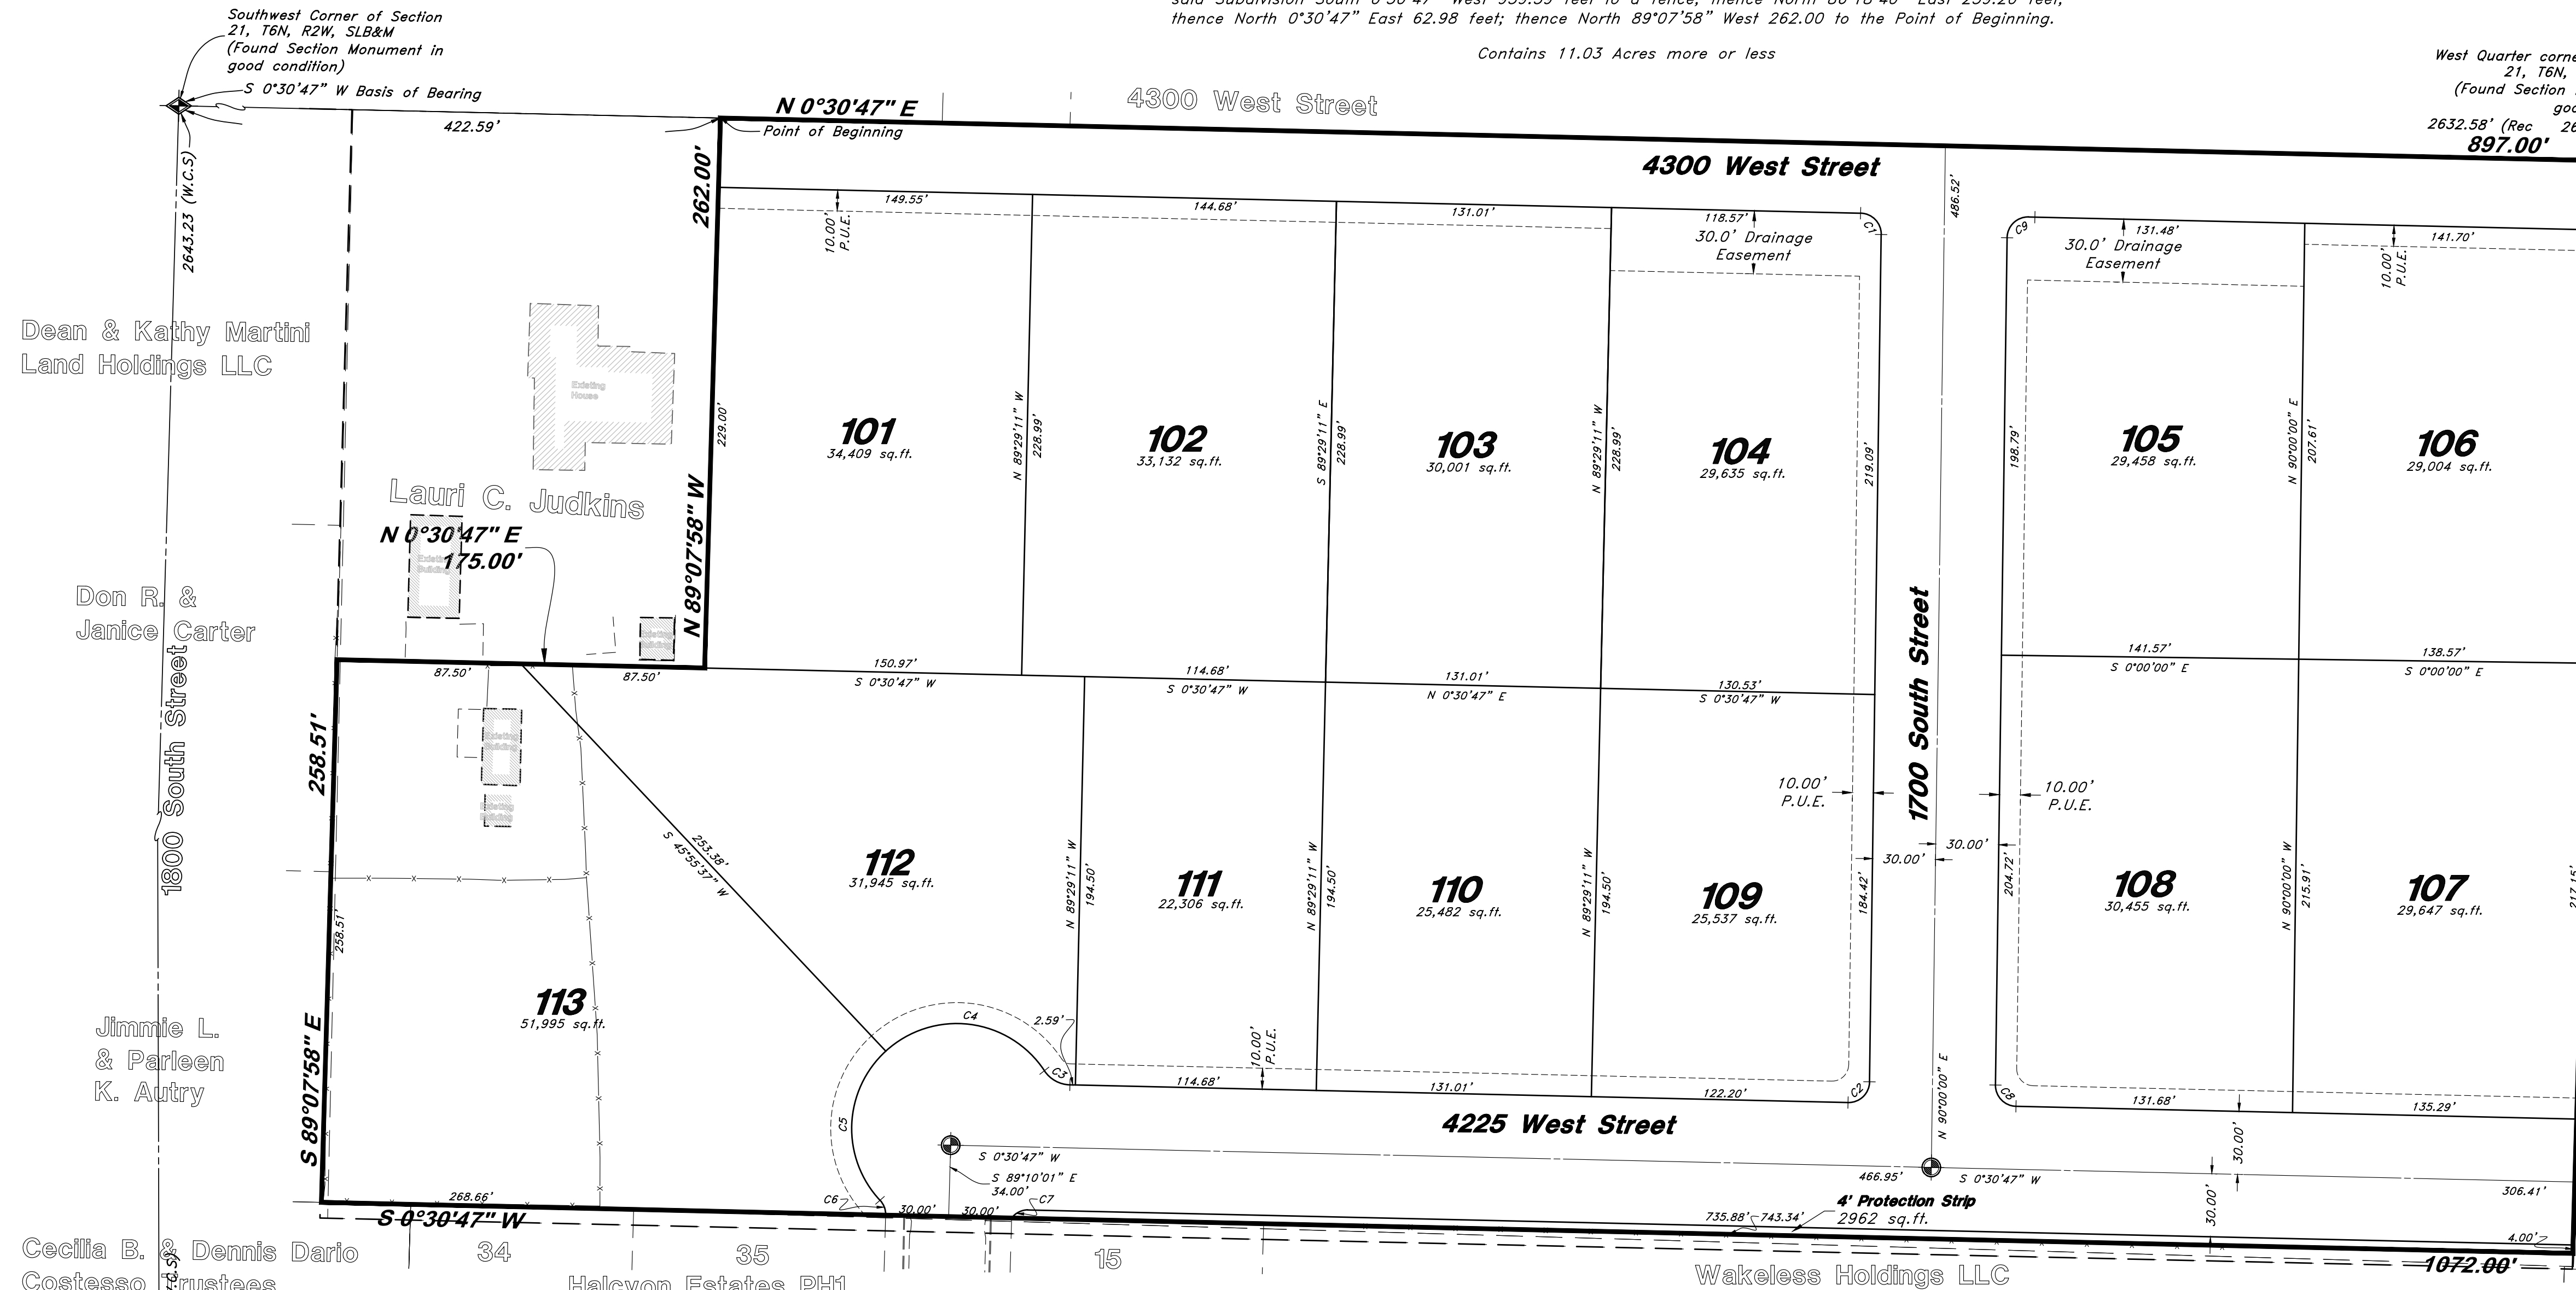 thence North 0°30'47" East 62.98 feet; thence North 89°07'58" West 262.00 to the Point of Beginning.
Contains 11.03 Acres more or less
Southwest Corner of Section
21, T6N, R2W, SLB&M
(Found Section Monument in
good condition)
S 0°30'47" W Basis of Bearing
422.59'
N 0°30'47" E
Point of Beginning
4300 West Street
West Quarter corne
21, T6N,
(Found Section
goo
2632.58' (Rec 26
897.00'
2643.23 (W.C.S)
262.00'
4300 West Street
486.52'
149.55'
144.68'
131.01'
118.57'
C1
C9
131.48'
141.70'
10.00'
P.U.E.
30.0' Drainage
Easement
30.0' Drainage
Easement
10.00'
P.U.E.
Dean & Kathy Martini
Land Holdings LLC
Existing
House
Lauri C. Judkins
N 0°30'47" E
175.00'
Existing
Building
Existing
Building
N 89°07'58" W
229.00'
101
34,409 sq.ft.
N 89°29'11" W
228.99'
102
33,132 sq.ft.
S 89°29'11" E
228.99'
103
30,001 sq.ft.
N 89°29'11" W
228.99'
104
29,635 sq.ft.
219.09'
198.79'
105
29,458 sq.ft.
N 90°00'00" E
207.61'
106
29,004 sq.ft.
Don R. &
Janice Carter
1800 South Street
87.50'
87.50'
150.97'
S 0°30'47" W
114.68'
S 0°30'47" W
131.01'
N 0°30'47" E
130.53'
S 0°30'47" W
141.57'
S 0°00'00" E
138.57'
S 0°00'00" E
1700 South Street
258.51'
Existing
Building
Existing
Building
253.38'
S 45°55'37" W
10.00'
P.U.E.
10.00'
P.U.E.
30.00'
30.00'
112
31,945 sq.ft.
N 89°29'11" W
194.50'
111
22,306 sq.ft.
N 89°29'11" W
194.50'
110
25,482 sq.ft.
N 89°29'11" W
194.50'
109
25,537 sq.ft.
184.42'
204.72'
108
30,455 sq.ft.
N 90°00'00" W
215.91'
107
29,647 sq.ft.
217.15'
258.51'
113
51,995 sq.ft.
Jimmie L.
& Parleen
K. Autry
S 89°07'58" E
C4
2.59'
C3
C5
10.00'
P.U.E.
114.68'
131.01'
122.20'
C2
N 90°00'00" E
C8
131.68'
135.29'
30.00'
4225 West Street
S 0°30'47" W
S 89°10'01" E
34.00'
466.95'
S 0°30'47" W
306.41'
268.66'
C6
30.00'
30.00'
C7
735.88'
743.34'
4' Protection Strip
2962 sq.ft.
30.00'
4.00'
S 0°30'47" W
1072.00'
Cecilia B. & Dennis Dario
Costesso Trustees
34
35
15
Halcyon Estates PH1
Wakeless Holdings LLC